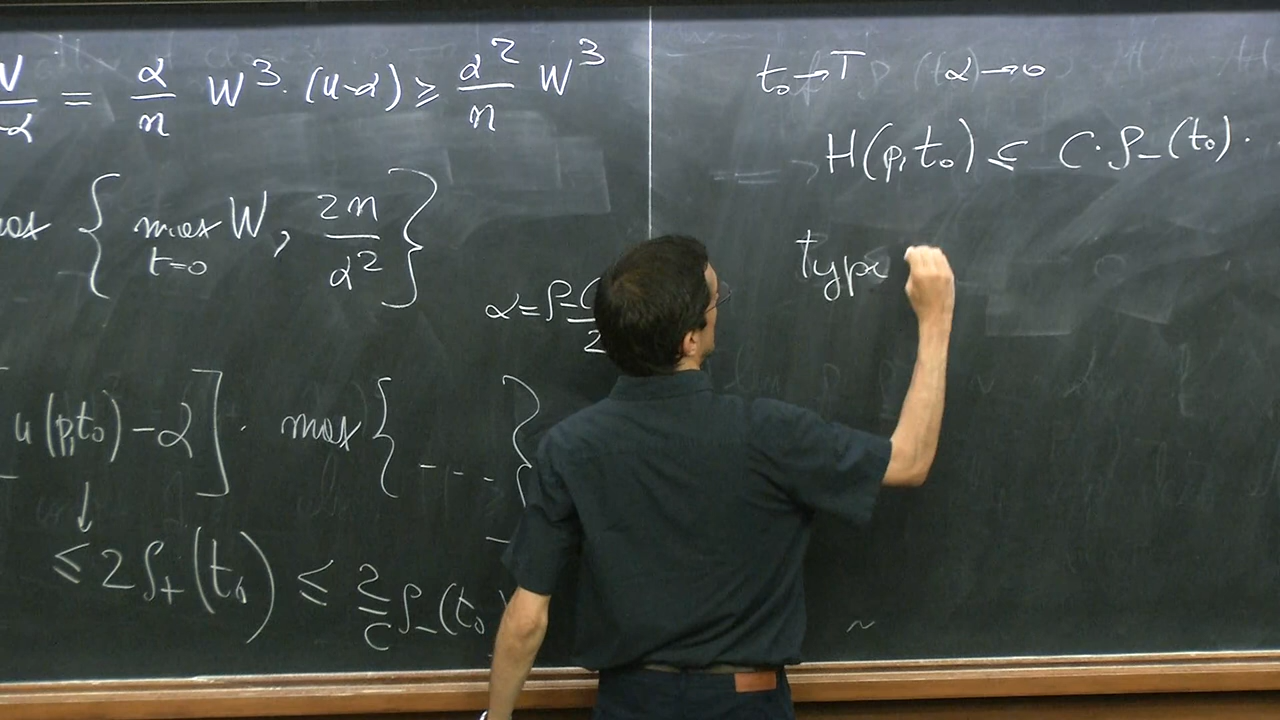 V/-α = α/n W³ · (u-α) ≥ α²/n W³
max { max W, 2n/α² }
t=0
α = ρ-(/2
u(p,t₀) - α ] · max { ---- }
↓
≤ 2ρ₊(t₀) ≤ 2/C ρ₋(t₀
t₀ → T (α → 0
H(p,t₀) ≤ C·ρ₋(t₀) ·
type
~